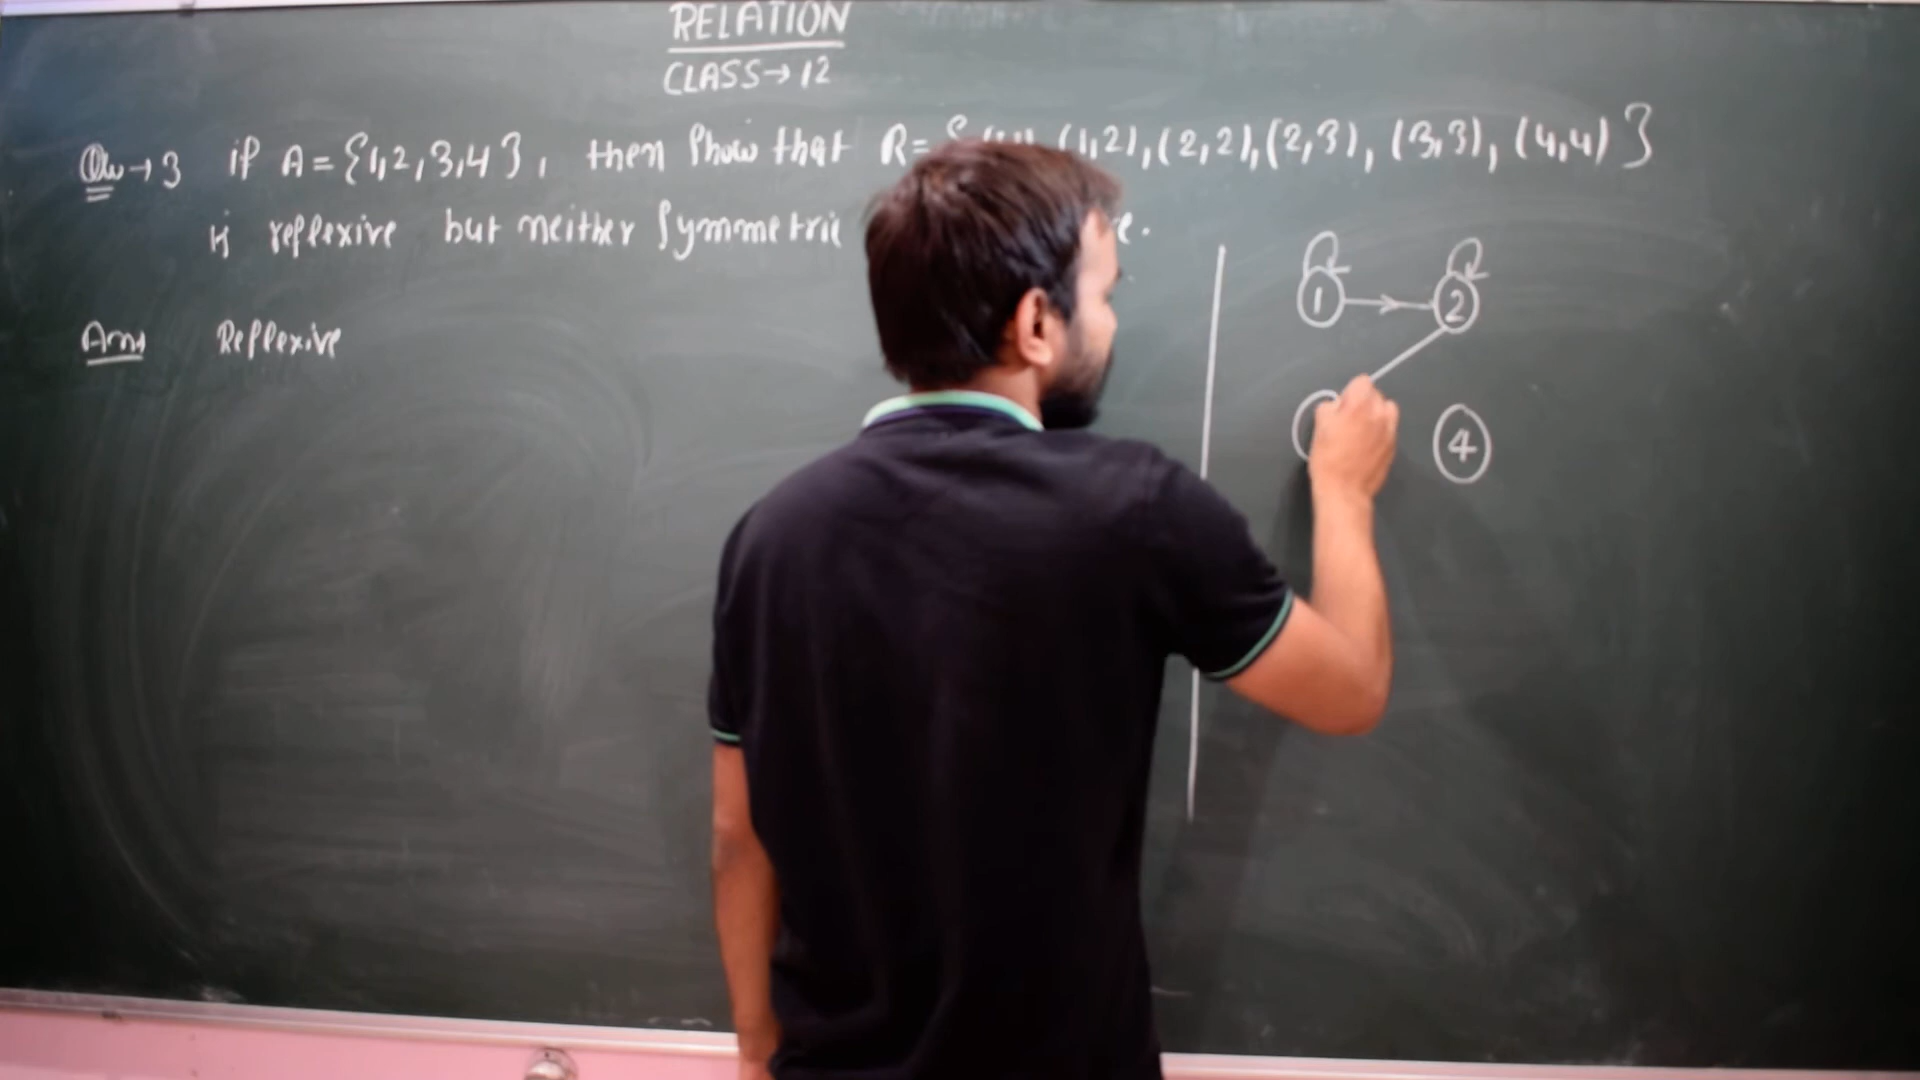 RELATION
CLASS→12
Qu→3 if A={1,2,3,4}, then Show that R={ (1,2),(2,2),(2,3),(3,3),(4,4)}
is reflexive but neither Symmetric
Ans Reflexive
1 2
4